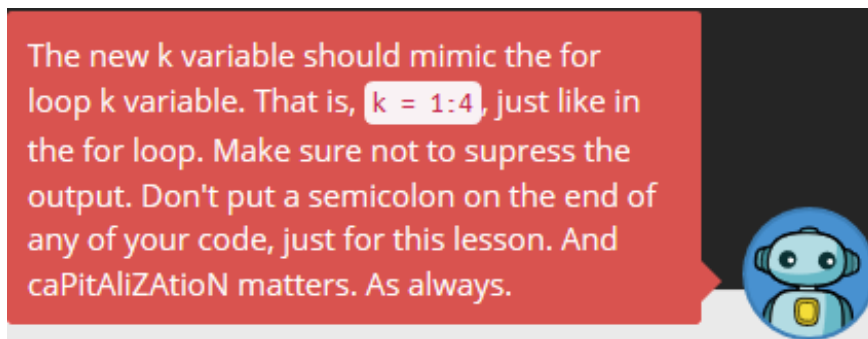 The new k variable should mimic the for
loop k variable. That is, k = 1:4, just like in
the for loop. Make sure not to supress the
output. Don't put a semicolon on the end of
any of your code, just for this lesson. And
caPitAliZAtioN matters. As always.